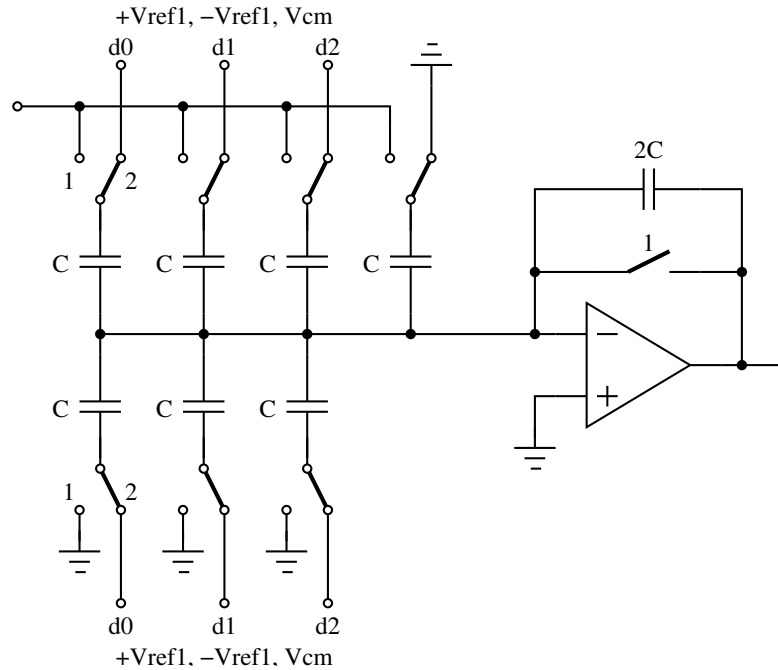 +Vref1, −Vref1, Vcm
d0 d1 d2
2C
1 2
1
C C C C
C C C
1 2
d0 d1 d2
+Vref1, −Vref1, Vcm